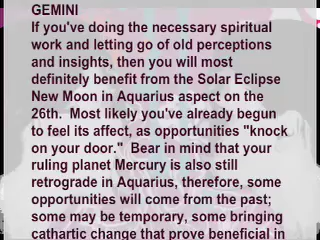 GEMINI
If you've doing the necessary spiritual
work and letting go of old perceptions
and insights, then you will most
definitely benefit from the Solar Eclipse
New Moon in Aquarius aspect on the
26th.  Most likely you've already begun
to feel its affect, as opportunities "knock
on your door."  Bear in mind that your
ruling planet Mercury is also still
retrograde in Aquarius, therefore, some
opportunities will come from the past;
some may be temporary, some bringing
cathartic change that prove beneficial in